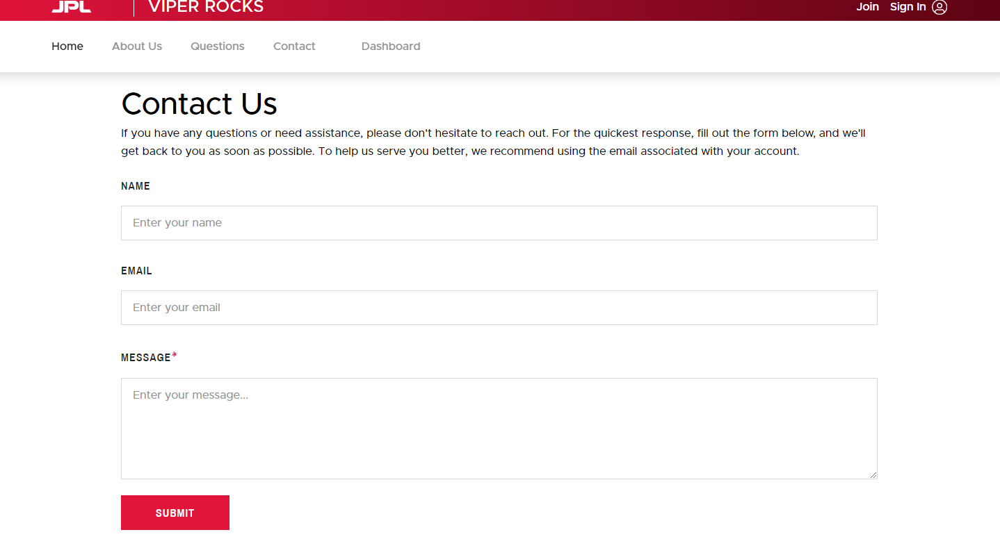 JPL
VIPER ROCKS
Join
Sign In
Home
About Us
Questions
Contact
Dashboard
Contact Us
If you have any questions or need assistance, please don't hesitate to reach out. For the quickest response, fill out the form below, and we'll
get back to you as soon as possible. To help us serve you better, we recommend using the email associated with your account.
NAME
Enter your name
EMAIL
Enter your email
MESSAGE*
Enter your message...
SUBMIT